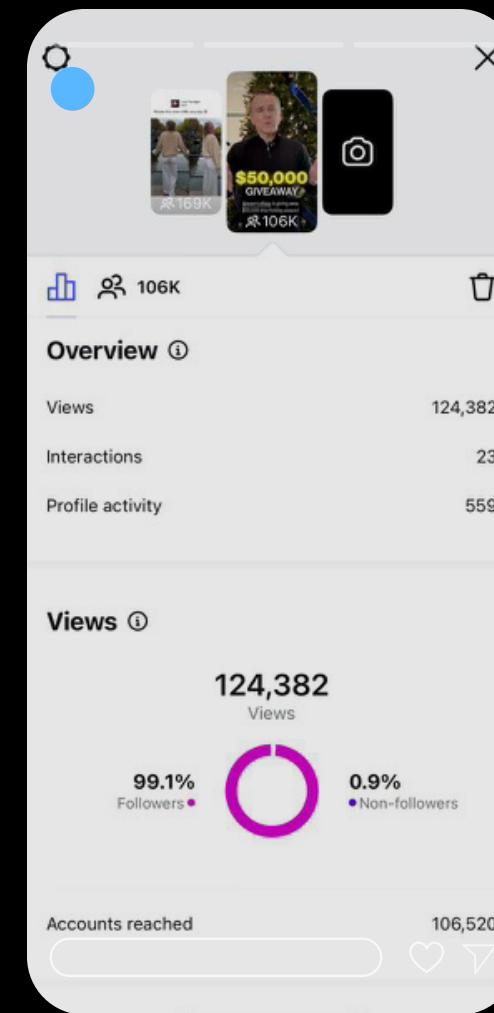 169K
$50,000
GIVEAWAY
106K
106K
Overview
Views
124,382
Interactions
23
Profile activity
559
Views
124,382
Views
99.1%
Followers
0.9%
Non-followers
Accounts reached
106,520